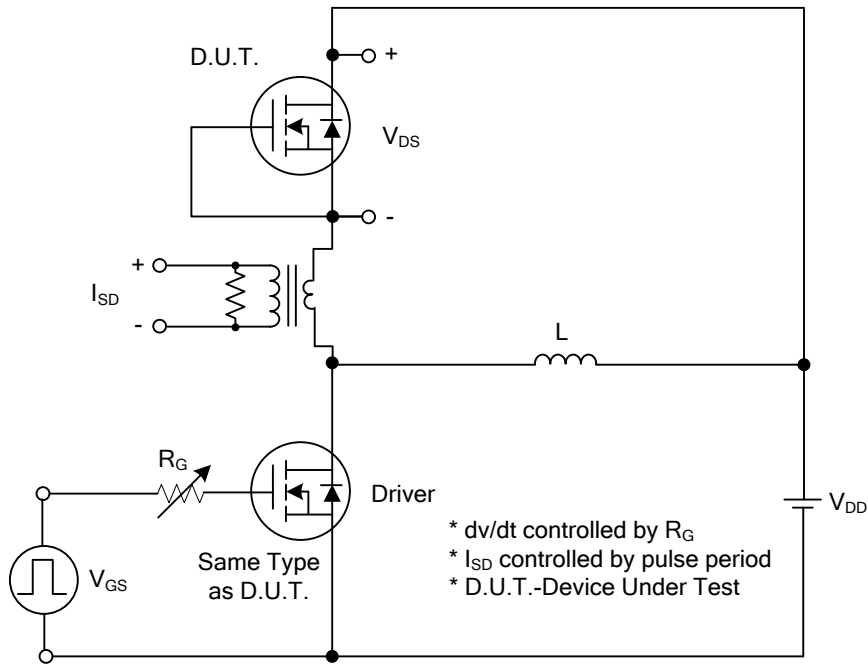 D.U.T.
+
V_DS
-
+
I_SD
-
L
R_G
Driver
V_DD
* dv/dt controlled by R_G
* I_SD controlled by pulse period
* D.U.T.-Device Under Test
Same Type
as D.U.T.
V_GS